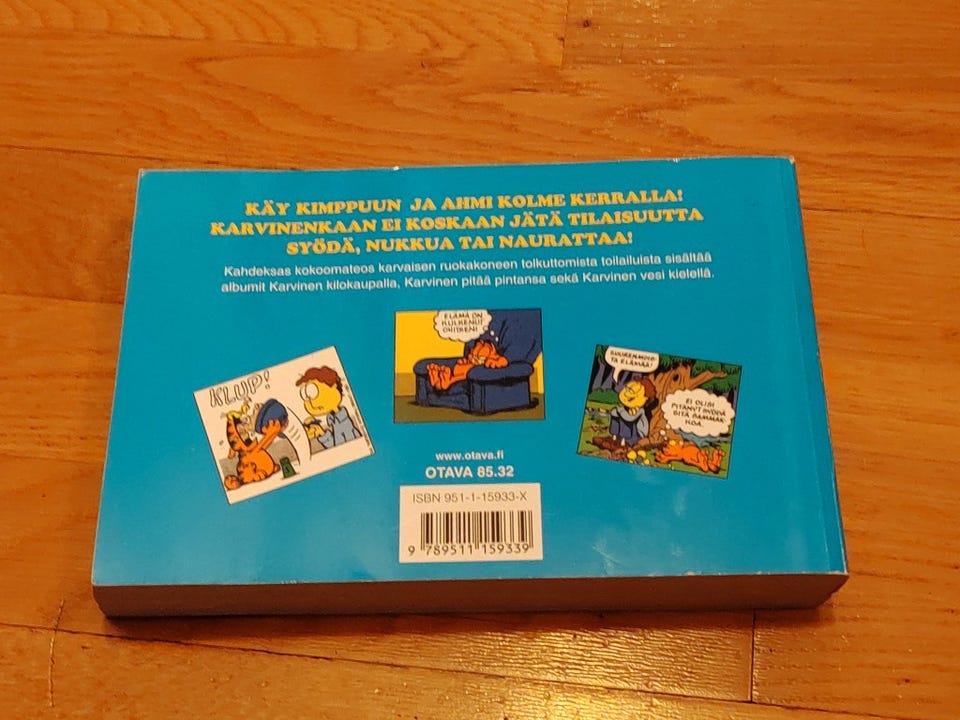 KÄY KIMPPUUN JA AHMI KOLME KERRALLA!
KARVINENKAAN EI KOSKAAN JÄTÄ TILAISUUTTA
SYÖDÄ, NUKKUA TAI NAURATTAA!
Kahdeksas kokoomateos karvaisen ruokakoneen tolkuttomista toilailuista sisältää
albumit Karvinen kilokaupalla, Karvinen pitää pintansa sekä Karvinen vesi kielellä.
KLUP!
ELÄMÄ ON
KULKENUT
OHITSENI
SUURENMOIS-
TA ELÄMÄÄ!
EI OLISI
PITÄNYT SYÖDÄ
SITÄ SAMMAK-
KOA.
www.otava.fi
OTAVA 85.32
ISBN 951-1-15933-X
9 789511 159339